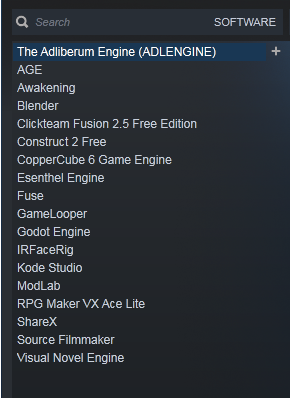 Search SOFTWARE
The Adliberum Engine (ADLENGINE) +
AGE
Awakening
Blender
Clickteam Fusion 2.5 Free Edition
Construct 2 Free
CopperCube 6 Game Engine
Esenthel Engine
Fuse
GameLooper
Godot Engine
IRFaceRig
Kode Studio
ModLab
RPG Maker VX Ace Lite
ShareX
Source Filmmaker
Visual Novel Engine